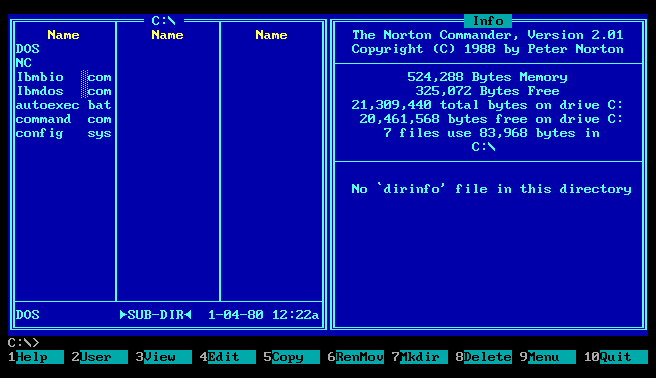 C:\
Name Name Name
DOS
NC
Ibmbio com
Ibmdos com
autoexec bat
command com
config sys
DOS ►SUB-DIR◄ 1-04-80 12:22a
Info
The Norton Commander, Version 2.01
Copyright (C) 1988 by Peter Norton
524,288 Bytes Memory
325,072 Bytes Free
21,309,440 total bytes on drive C:
20,461,568 bytes free on drive C:
7 files use 83,968 bytes in
C:\
No `dirinfo' file in this directory
C:\>
1Help 2User 3View 4Edit 5Copy 6RenMov 7Mkdir 8Delete 9Menu 10Quit